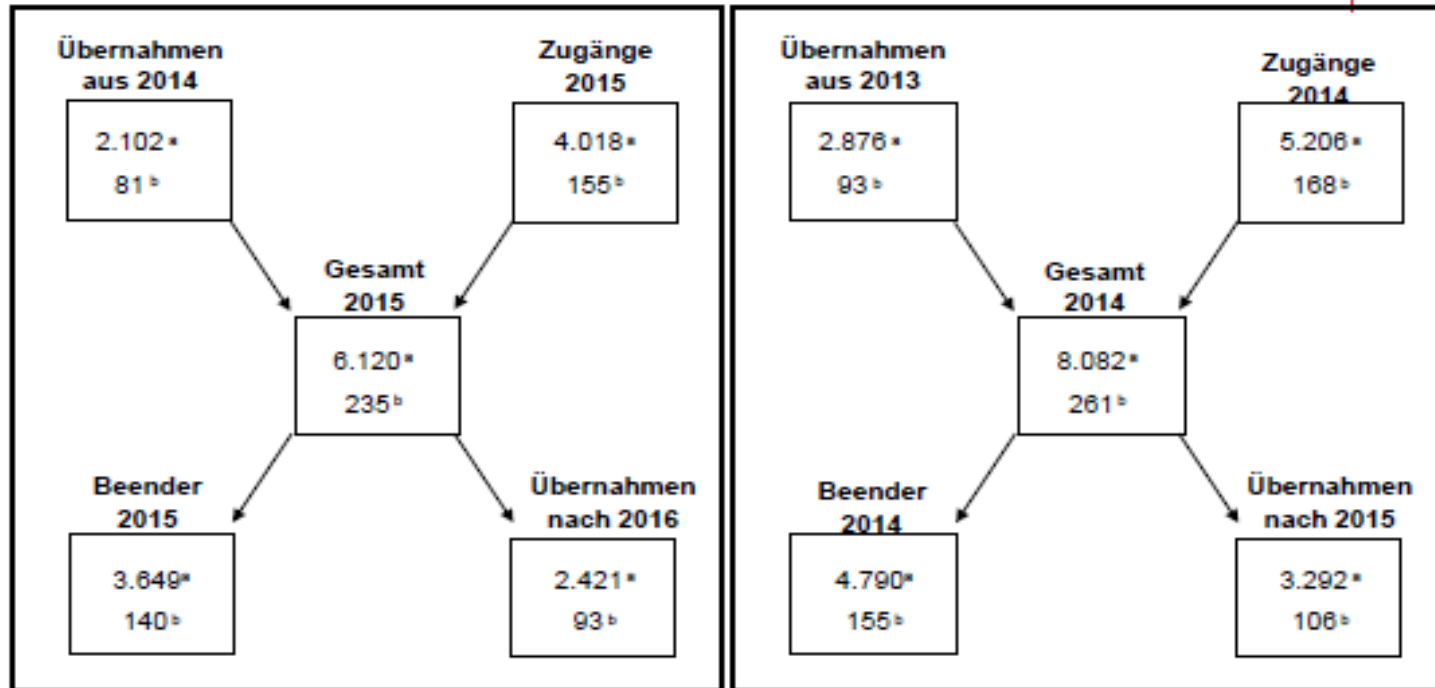 Übernahmen
aus 2014
2.102 a
81 b
Zugänge
2015
4.018 a
155 b
Gesamt
2015
6.120 a
235 b
Beender
2015
3.649 a
140 b
Übernahmen
nach 2016
2.421 a
93 b
Übernahmen
aus 2013
2.876 a
93 b
Zugänge
2014
5.206 a
168 b
Gesamt
2014
8.082 a
261 b
Beender
2014
4.790 a
155 b
Übernahmen
nach 2015
3.292 a
106 b